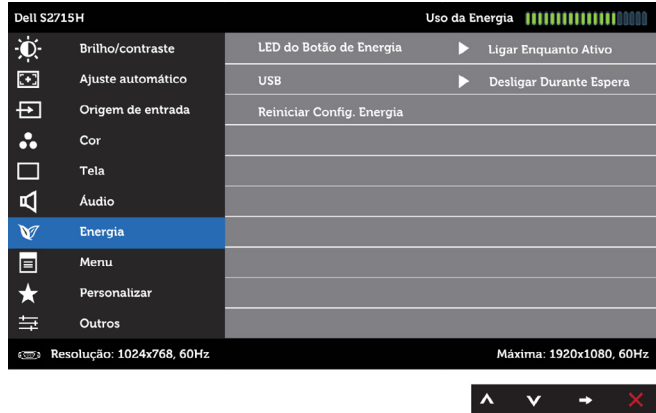 Dell S2715H Uso da Energia
Brilho/contraste LED do Botão de Energia Ligar Enquanto Ativo
Ajuste automático USB Desligar Durante Espera
Origem de entrada Reiniciar Config. Energia
Cor
Tela
Áudio
Energia
Menu
Personalizar
Outros
Resolução: 1024x768, 60Hz Máxima: 1920x1080, 60Hz